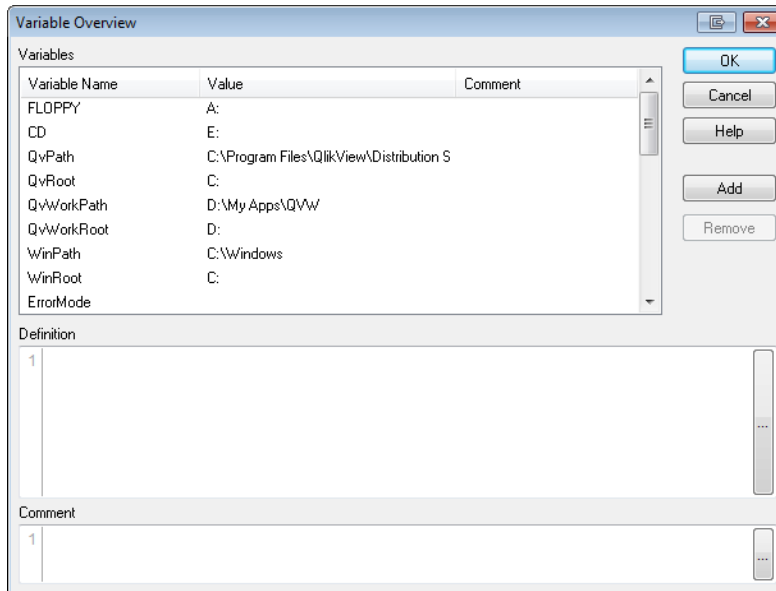 Variable Overview
Variables
OK
Variable Name Value Comment
Cancel
FLOPPY A:
CD E:
Help
QvPath C:\Program Files\QlikView\Distribution S
QvRoot C:
Add
QvWorkPath D:\My Apps\QVW
QvWorkRoot D:
Remove
WinPath C:\Windows
WinRoot C:
ErrorMode
Definition
1
...
Comment
1
...